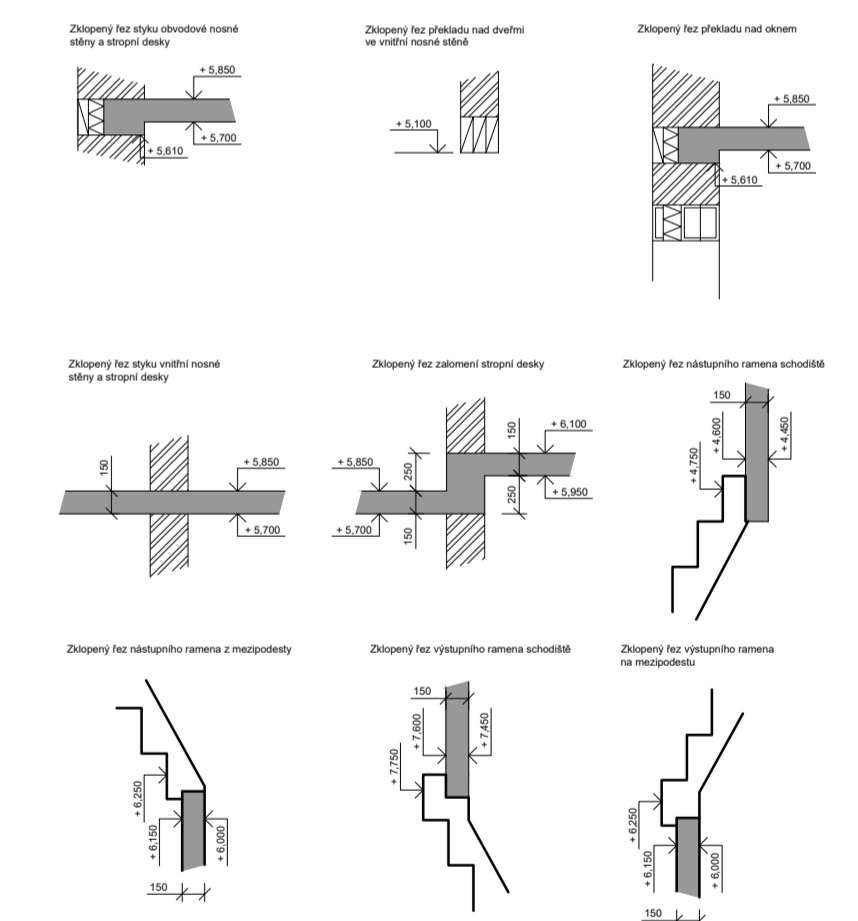 Zklopený řez styku obvodové nosné
stěny a stropní desky
+ 5,850
+ 5,700
+ 5,610
Zklopený řez překladu nad dveřmi
ve vnitřní nosné stěně
+ 5,100
Zklopený řez překladu nad oknem
+ 5,850
+ 5,700
+ 5,610
Zklopený řez styku vnitřní nosné
stěny a stropní desky
150
+ 5,850
+ 5,700
Zklopený řez zalomení stropní desky
+ 5,850
250
150
+ 6,100
+ 5,950
250
+ 5,700
150
Zklopený řez nástupního ramena schodiště
150
+ 4,600
+ 4,450
+ 4,750
Zklopený řez nástupního ramena z mezipodesty
+ 6,250
+ 6,150
+ 6,000
150
Zklopený řez výstupního ramena schodiště
150
+ 7,600
+ 7,450
+ 7,750
Zklopený řez výstupního ramena
na mezipodestu
+ 6,250
+ 6,150
+ 6,000
150